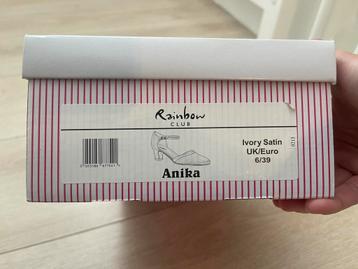 Rainbow
CLUB
Ivory Satin
UK/Euro
6/39
Anika